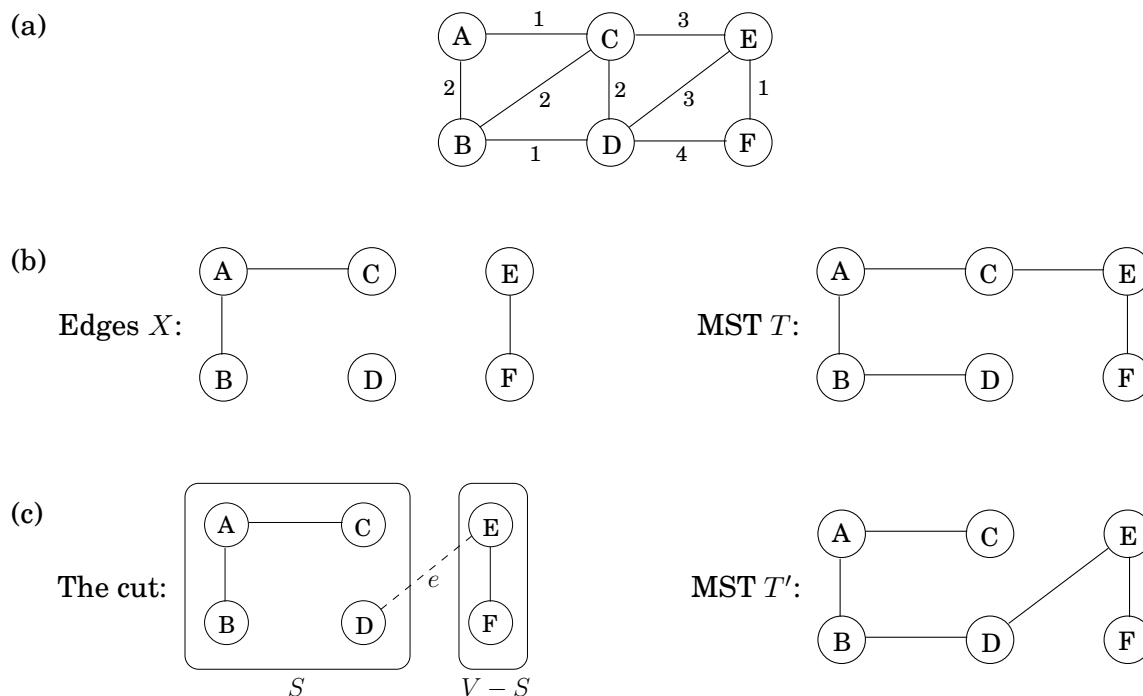 (a)
A 1 C 3 E
2 2 2 3 1
B 1 D 4 F
(b)
A C E A C E
Edges X: MST T:
B D F B D F
(c)
A C E A C E
The cut: e MST T′:
B D F B D F
S V − S